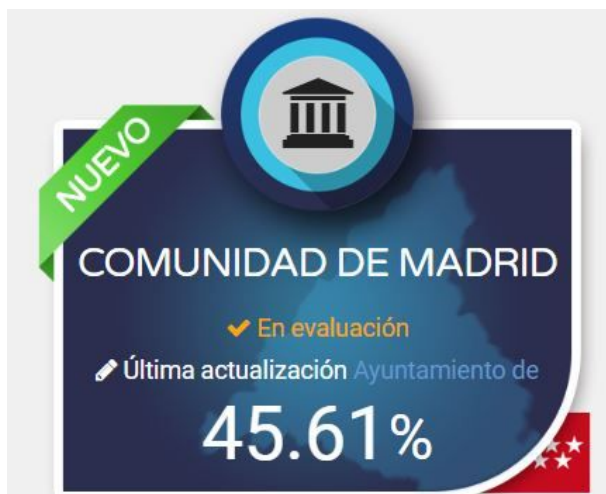 NUEVO
COMUNIDAD DE MADRID
En evaluación
Última actualización Ayuntamiento de
45.61%